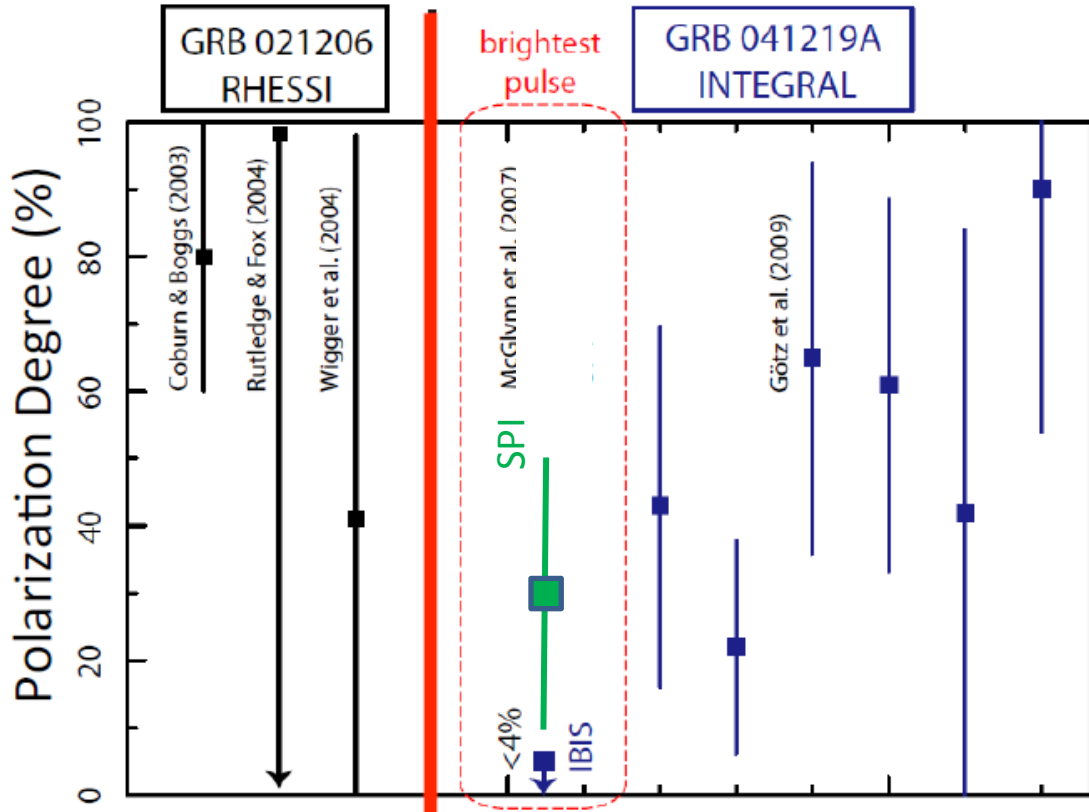 GRB 021206
RHESSI
brightest
pulse
GRB 041219A
INTEGRAL
Polarization Degree (%)
100
80
60
40
20
0
Coburn & Boggs (2003)
Rutledge & Fox (2004)
Wigger et al. (2004)
McGlynn et al. (2007)
SPI
<4%
IBIS
Götz et al. (2009)